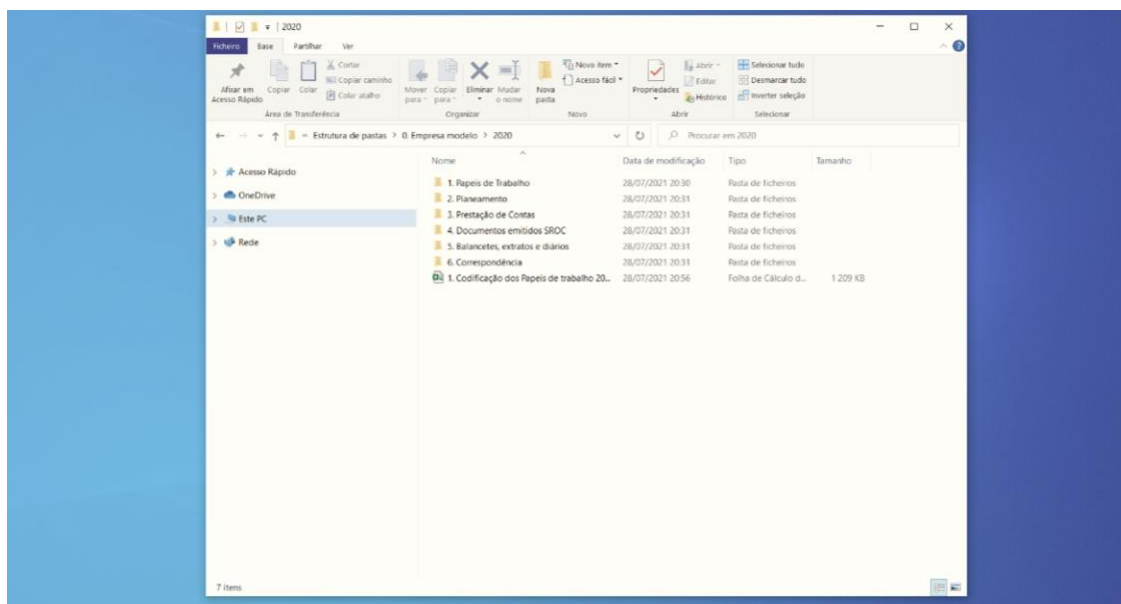 2020
Ficheiro Base Partilhar Ver
Afixar em Acesso Rápido
Copiar
Colar
Cortar
Copiar caminho
Colar atalho
Área de Transferência
Mover para
Copiar para
Eliminar
Mudar o nome
Organizar
Nova pasta
Novo item
Acesso fácil
Novo
Propriedades
Abrir
Editar
Histórico
Abrir
Selecionar tudo
Desmarcar tudo
Inverter seleção
Selecionar
Estrutura de pastas > 0. Empresa modelo > 2020
Procurar em 2020
Acesso Rápido
OneDrive
Este PC
Rede
Nome Data de modificação Tipo Tamanho
1. Papeis de Trabalho 28/07/2021 20:30 Pasta de ficheiros
2. Planeamento 28/07/2021 20:31 Pasta de ficheiros
3. Prestação de Contas 28/07/2021 20:31 Pasta de ficheiros
4. Documentos emitidos SROC 28/07/2021 20:31 Pasta de ficheiros
5. Balancetes, extratos e diários 28/07/2021 20:31 Pasta de ficheiros
6. Correspondência 28/07/2021 20:31 Pasta de ficheiros
1. Codificação dos Papeis de trabalho 20... 28/07/2021 20:56 Folha de Cálculo d... 1 209 KB
7 itens